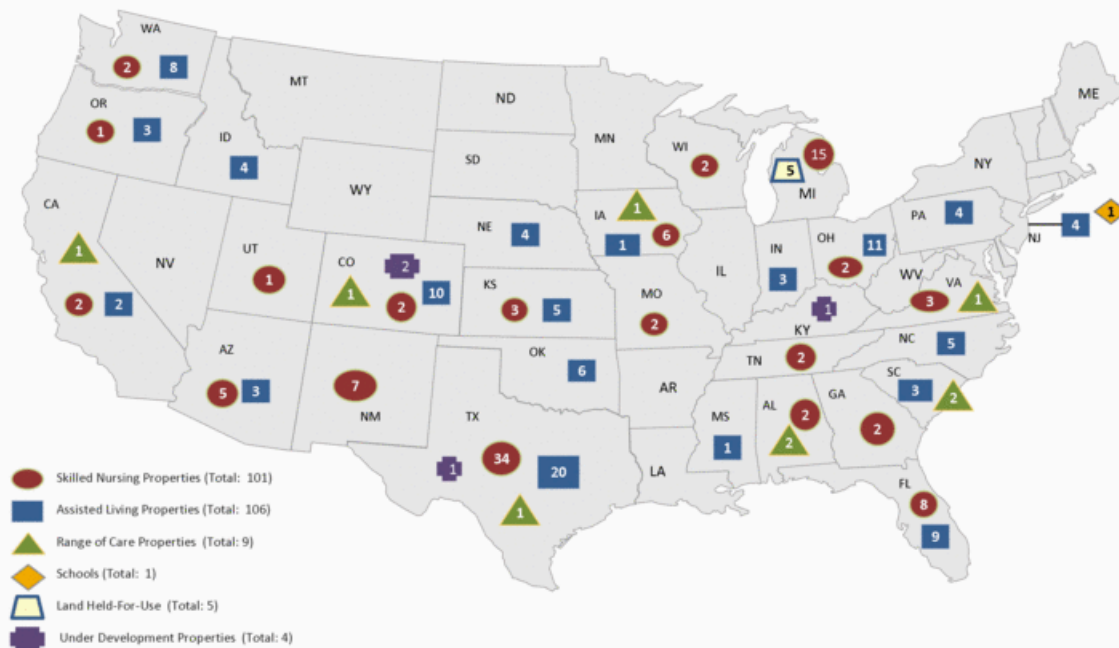 WA
2 8
MT
ND
ME
OR
1 3
ID
4
MN
SD
WI
2
15
5
MI
NY
WY
CA
1
2 2
NV
UT
1
CO
2
1
2
10
NE
4
IA
1
1
6
IL
IN
3
OH
11
2
PA
4
4
1
NJ
KS
3 5
MO
2
KY
1
WV
3
VA
1
AZ
5 3
NM
7
OK
6
AR
TN
2
NC
5
SC
3
2
TX
34
20
1
1
LA
MS
1
AL
2
2
GA
2
FL
8
9
Skilled Nursing Properties (Total: 101)
Assisted Living Properties (Total: 106)
Range of Care Properties (Total: 9)
Schools (Total: 1)
Land Held-For-Use (Total: 5)
Under Development Properties (Total: 4)